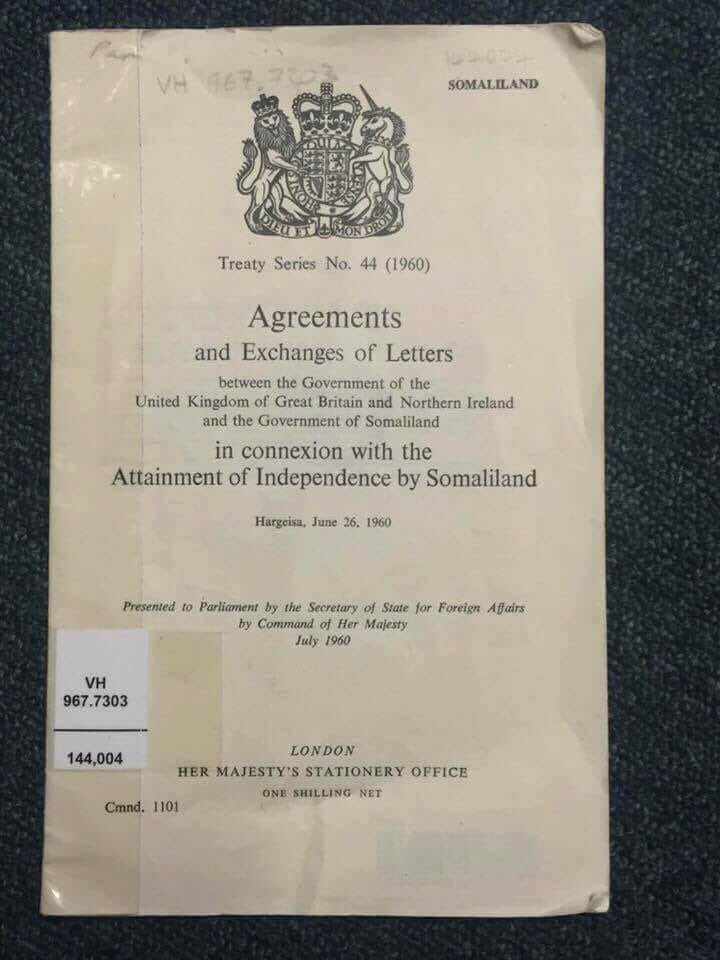 VH 967.7303
SOMALILAND
DIEU ET MON DROIT
Treaty Series No. 44 (1960)
Agreements
and Exchanges of Letters
between the Government of the
United Kingdom of Great Britain and Northern Ireland
and the Government of Somaliland
in connexion with the
Attainment of Independence by Somaliland
Hargeisa, June 26, 1960
Presented to Parliament by the Secretary of State for Foreign Affairs
by Command of Her Majesty
July 1960
VH
967.7303
144,004
LONDON
HER MAJESTY'S STATIONERY OFFICE
ONE SHILLING NET
Cmnd. 1101